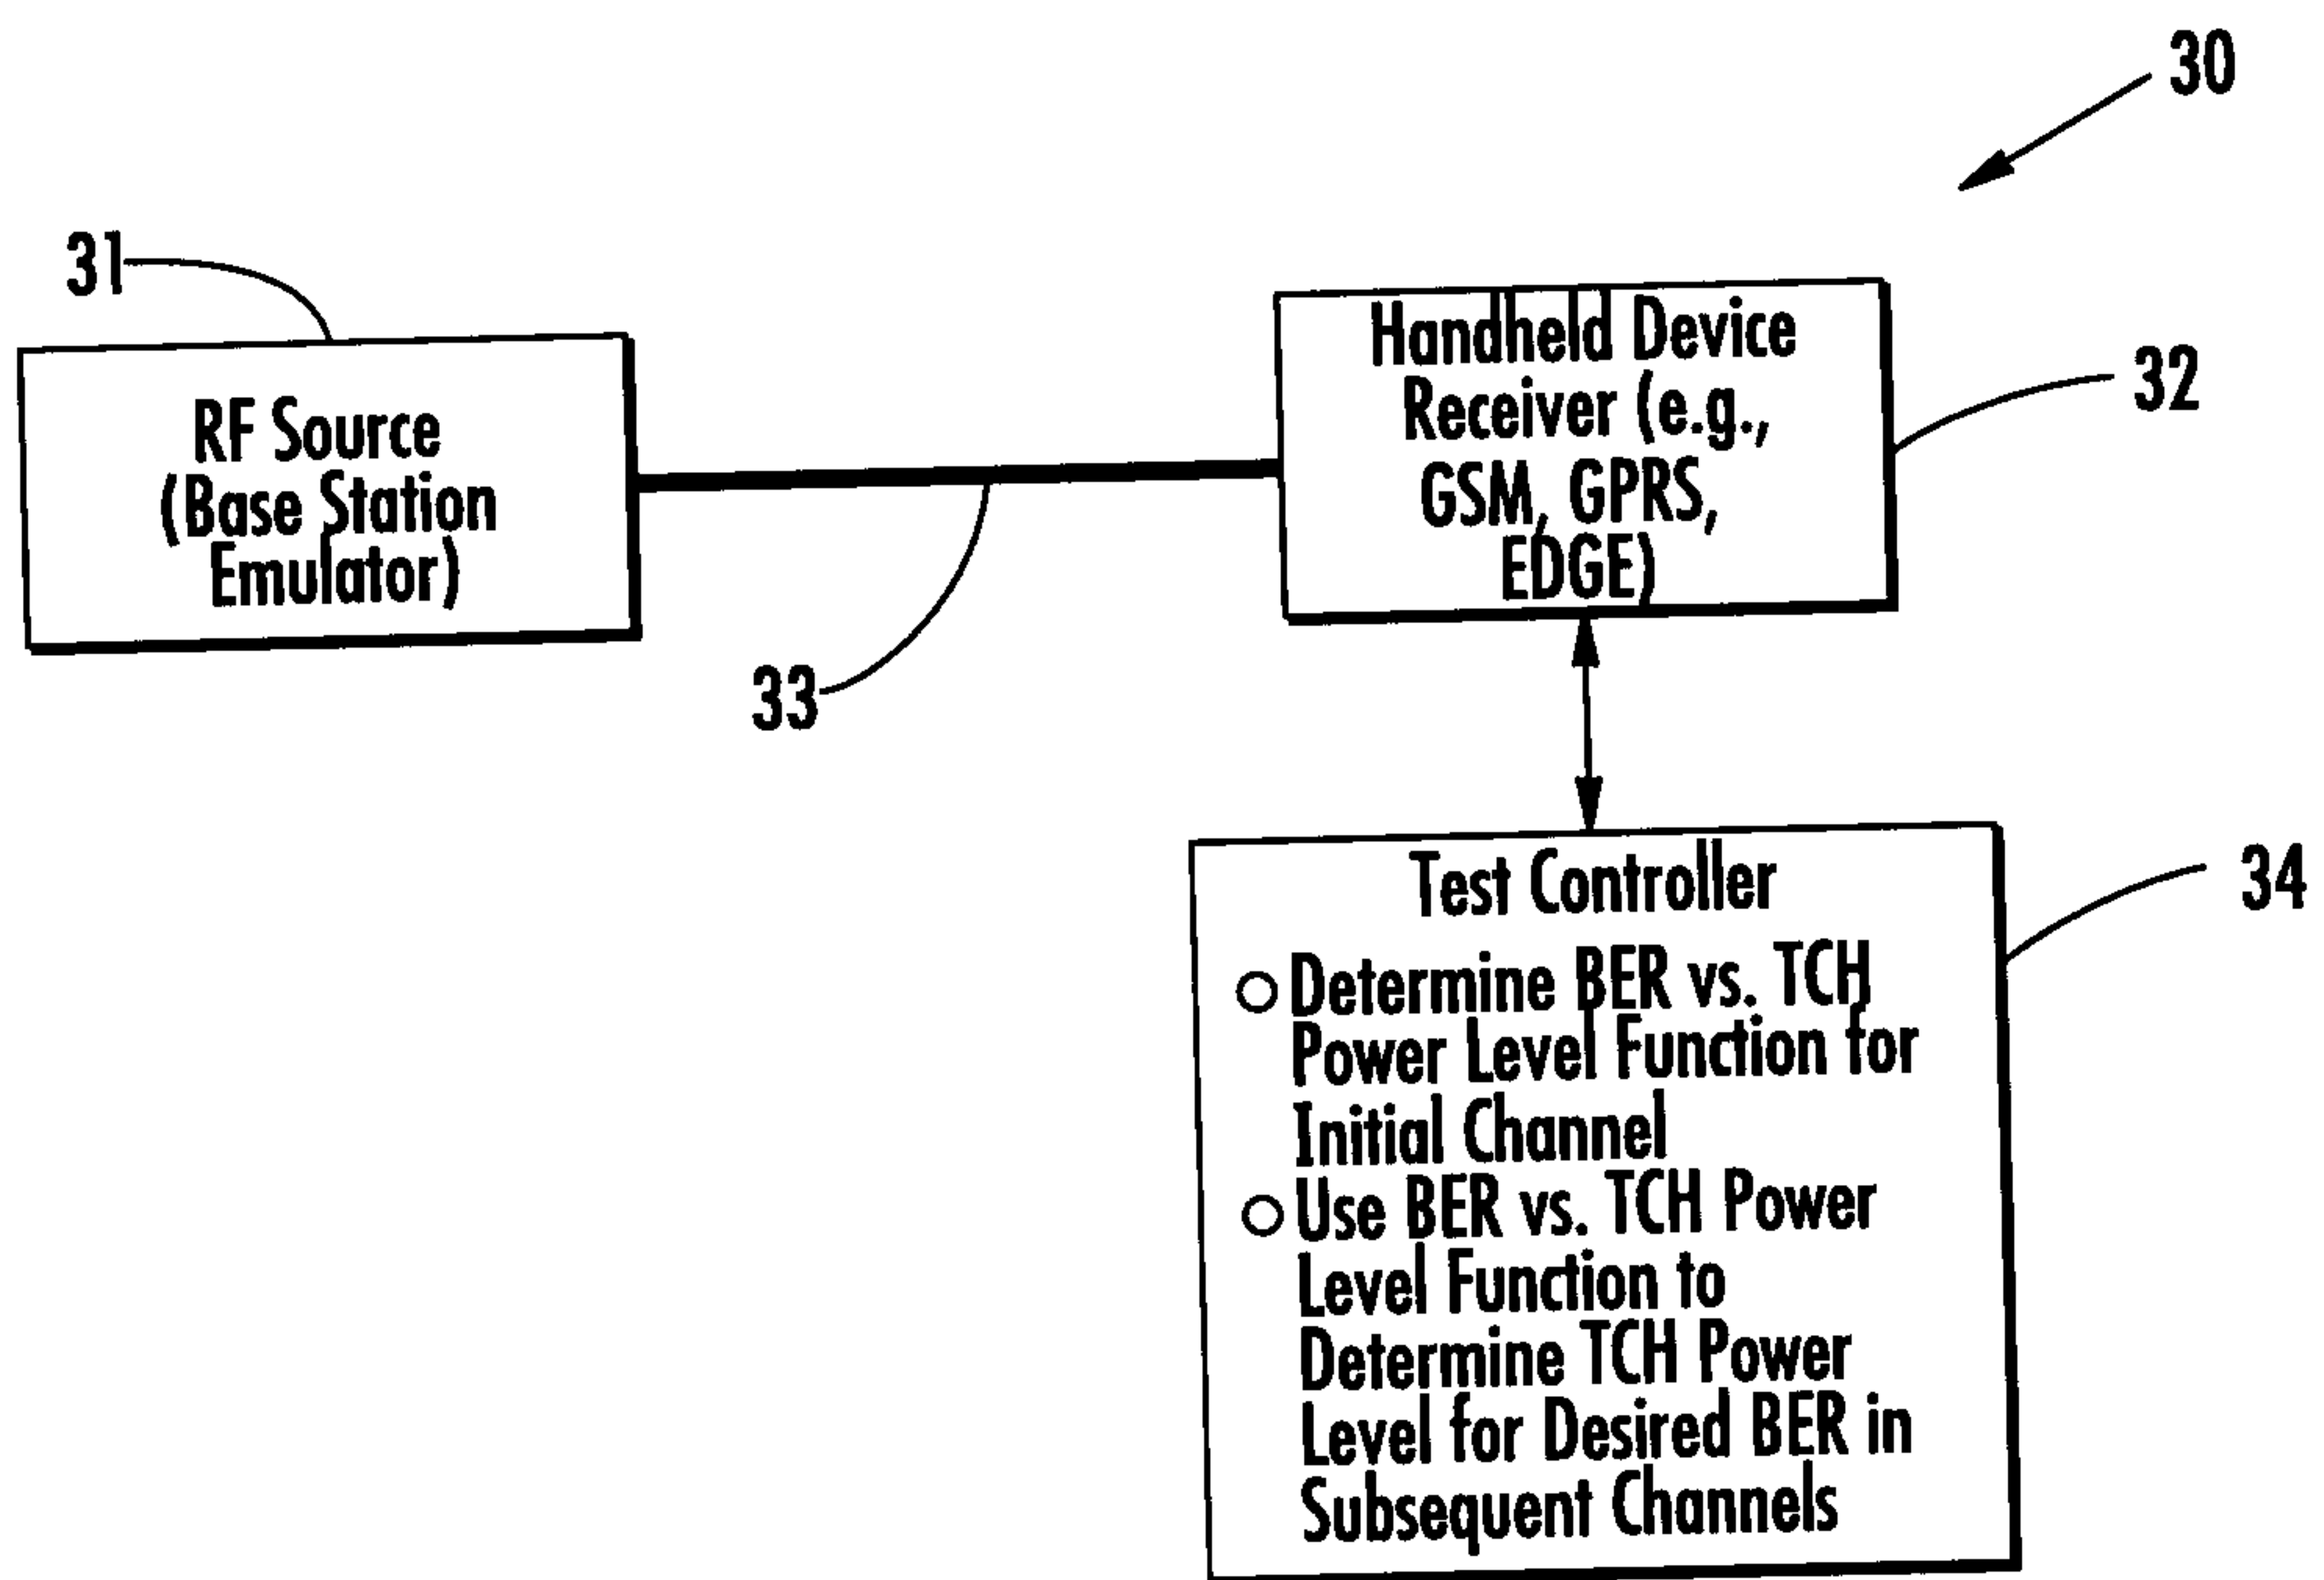 30
31
RF Source
(Base Station
Emulator)
Handheld Device
Receiver (e.g.,
GSM, GPRS,
EDGE)
32
33
Test Controller
34
Determine BER vs. TCH
Power Level Function for
Initial Channel
Use BER vs. TCH Power
Level Function to
Determine TCH Power
Level for Desired BER in
Subsequent Channels